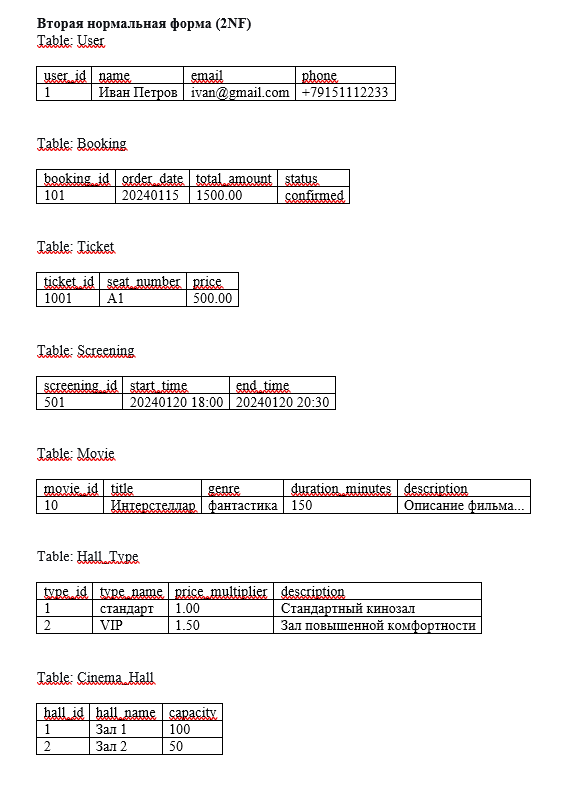 Вторая нормальная форма (2NF)
Table: User
user_id name email phone
1 Иван Петров ivan@gmail.com +79151112233
Table: Booking
booking_id order_date total_amount status
101 20240115 1500.00 confirmed
Table: Ticket
ticket_id seat_number price
1001 A1 500.00
Table: Screening
screening_id start_time end_time
501 20240120 18:00 20240120 20:30
Table: Movie
movie_id title genre duration_minutes description
10 Интерстеллар фантастика 150 Описание фильма...
Table: Hall_Type
type_id type_name price_multiplier description
1 стандарт 1.00 Стандартный кинозал
2 VIP 1.50 Зал повышенной комфортности
Table: Cinema_Hall
hall_id hall_name capacity
1 Зал 1 100
2 Зал 2 50